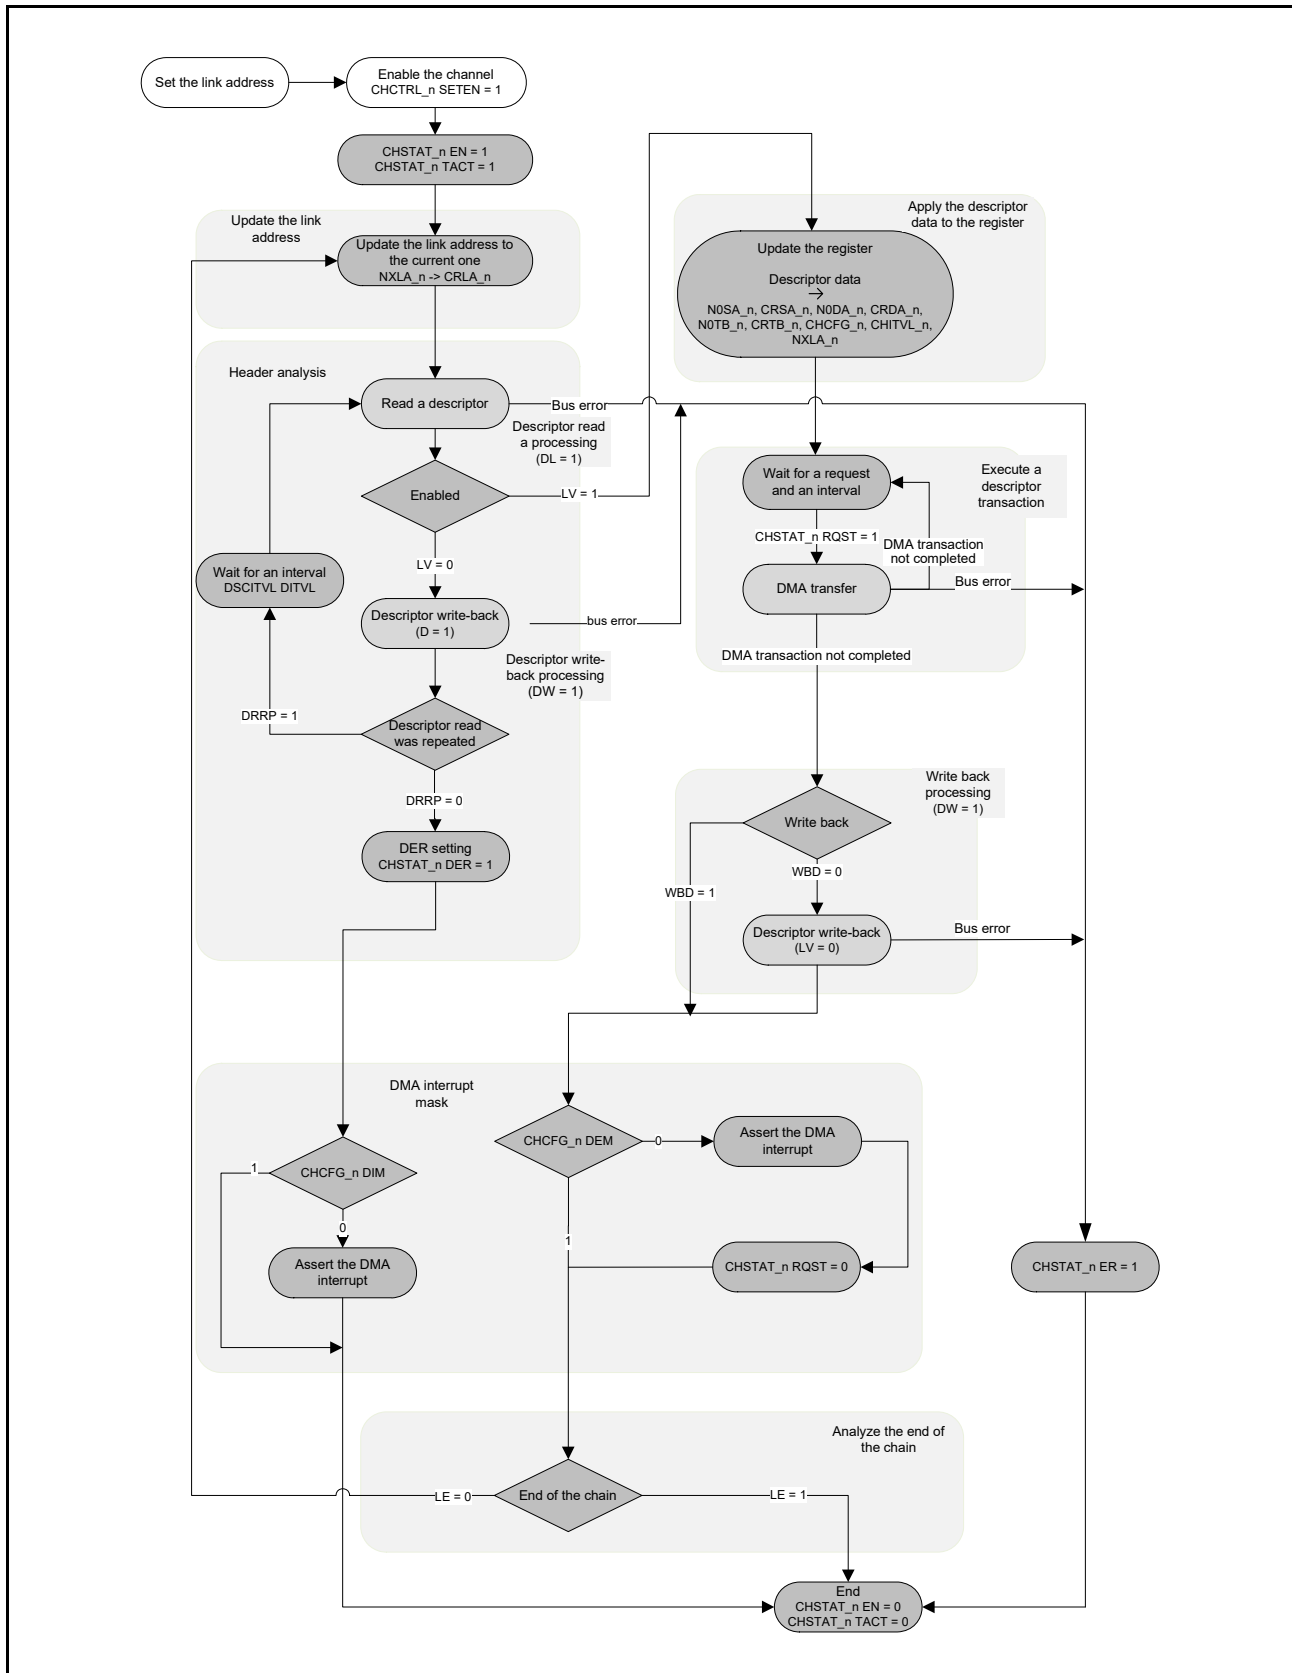 Set the link address
Enable the channel
CHCTRL_n SETEN = 1
CHSTAT_n EN = 1
CHSTAT_n TACT = 1
Update the link
address
Update the link address to
the current one
NXLA_n -> CRLA_n
Apply the descriptor
data to the register
Update the register
Descriptor data
→
N0SA_n, CRSA_n, N0DA_n, CRDA_n,
N0TB_n, CRTB_n, CHCFG_n, CHITVL_n,
NXLA_n
Header analysis
Read a descriptor
Bus error
Descriptor read
a processing
(DL = 1)
Enabled
LV = 1
LV = 0
Wait for an interval
DSCITVL DITVL
Descriptor write-back
(D = 1)
bus error
Descriptor write-
back processing
(DW = 1)
DRRP = 1
Descriptor read
was repeated
DRRP = 0
DER setting
CHSTAT_n DER = 1
Wait for a request
and an interval
Execute a
descriptor
transaction
CHSTAT_n RQST = 1
DMA transaction
not completed
DMA transfer
Bus error
DMA transaction not completed
Write back
processing
(DW = 1)
Write back
WBD = 0
WBD = 1
Descriptor write-back
(LV = 0)
Bus error
DMA interrupt
mask
CHCFG_n DIM
1
0
Assert the DMA
interrupt
CHCFG_n DEM
0
Assert the DMA
interrupt
1
CHSTAT_n RQST = 0
CHSTAT_n ER = 1
Analyze the end of
the chain
LE = 0
End of the chain
LE = 1
End
CHSTAT_n EN = 0
CHSTAT_n TACT = 0